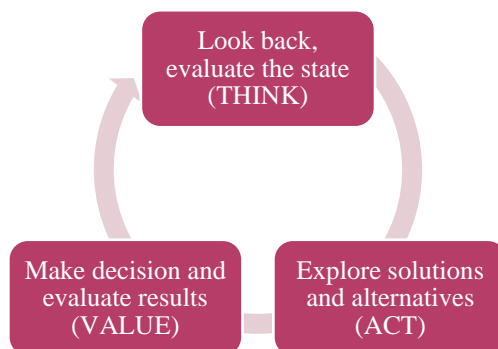 Look back,
evaluate the state
(THINK)
Explore solutions
and alternatives
(ACT)
Make decision and
evaluate results
(VALUE)